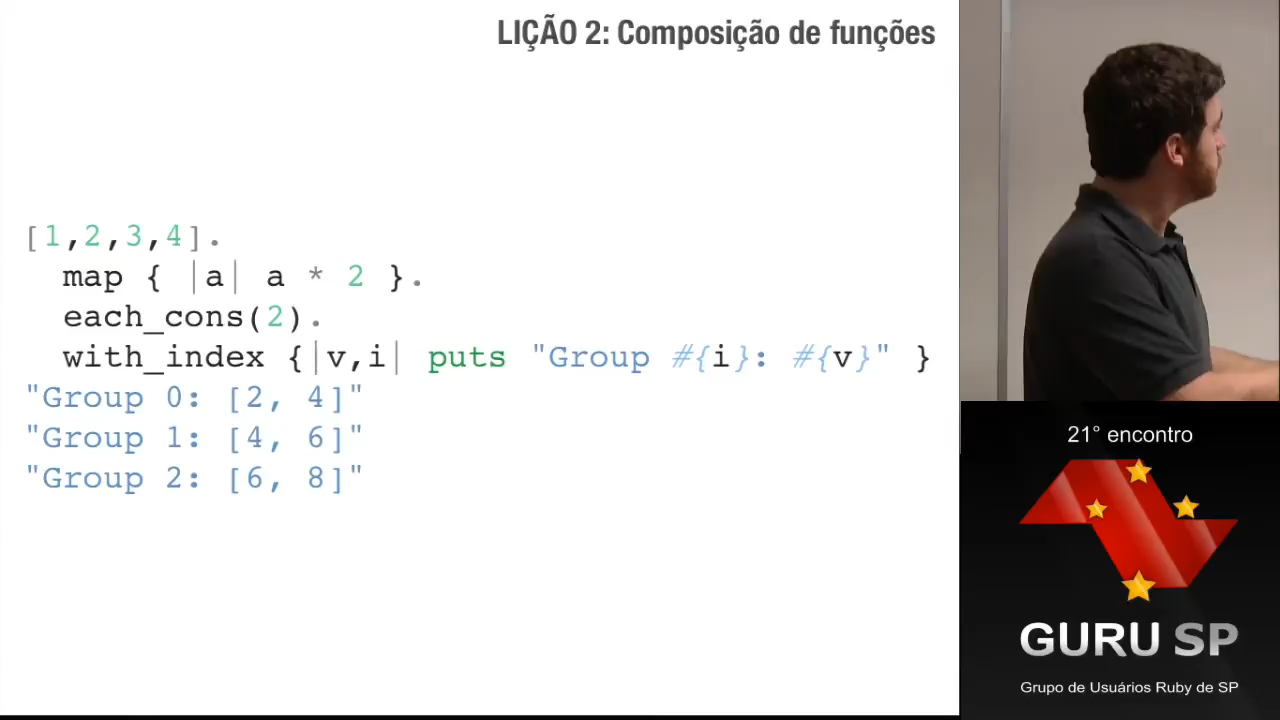 LIÇÃO 2: Composição de funções
[1,2,3,4].
map { |a| a * 2 }.
each_cons(2).
with_index {|v,i| puts "Group #{i}: #{v}" }
"Group 0: [2, 4]"
"Group 1: [4, 6]"
"Group 2: [6, 8]"
21° encontro
GURU SP
Grupo de Usuários Ruby de SP